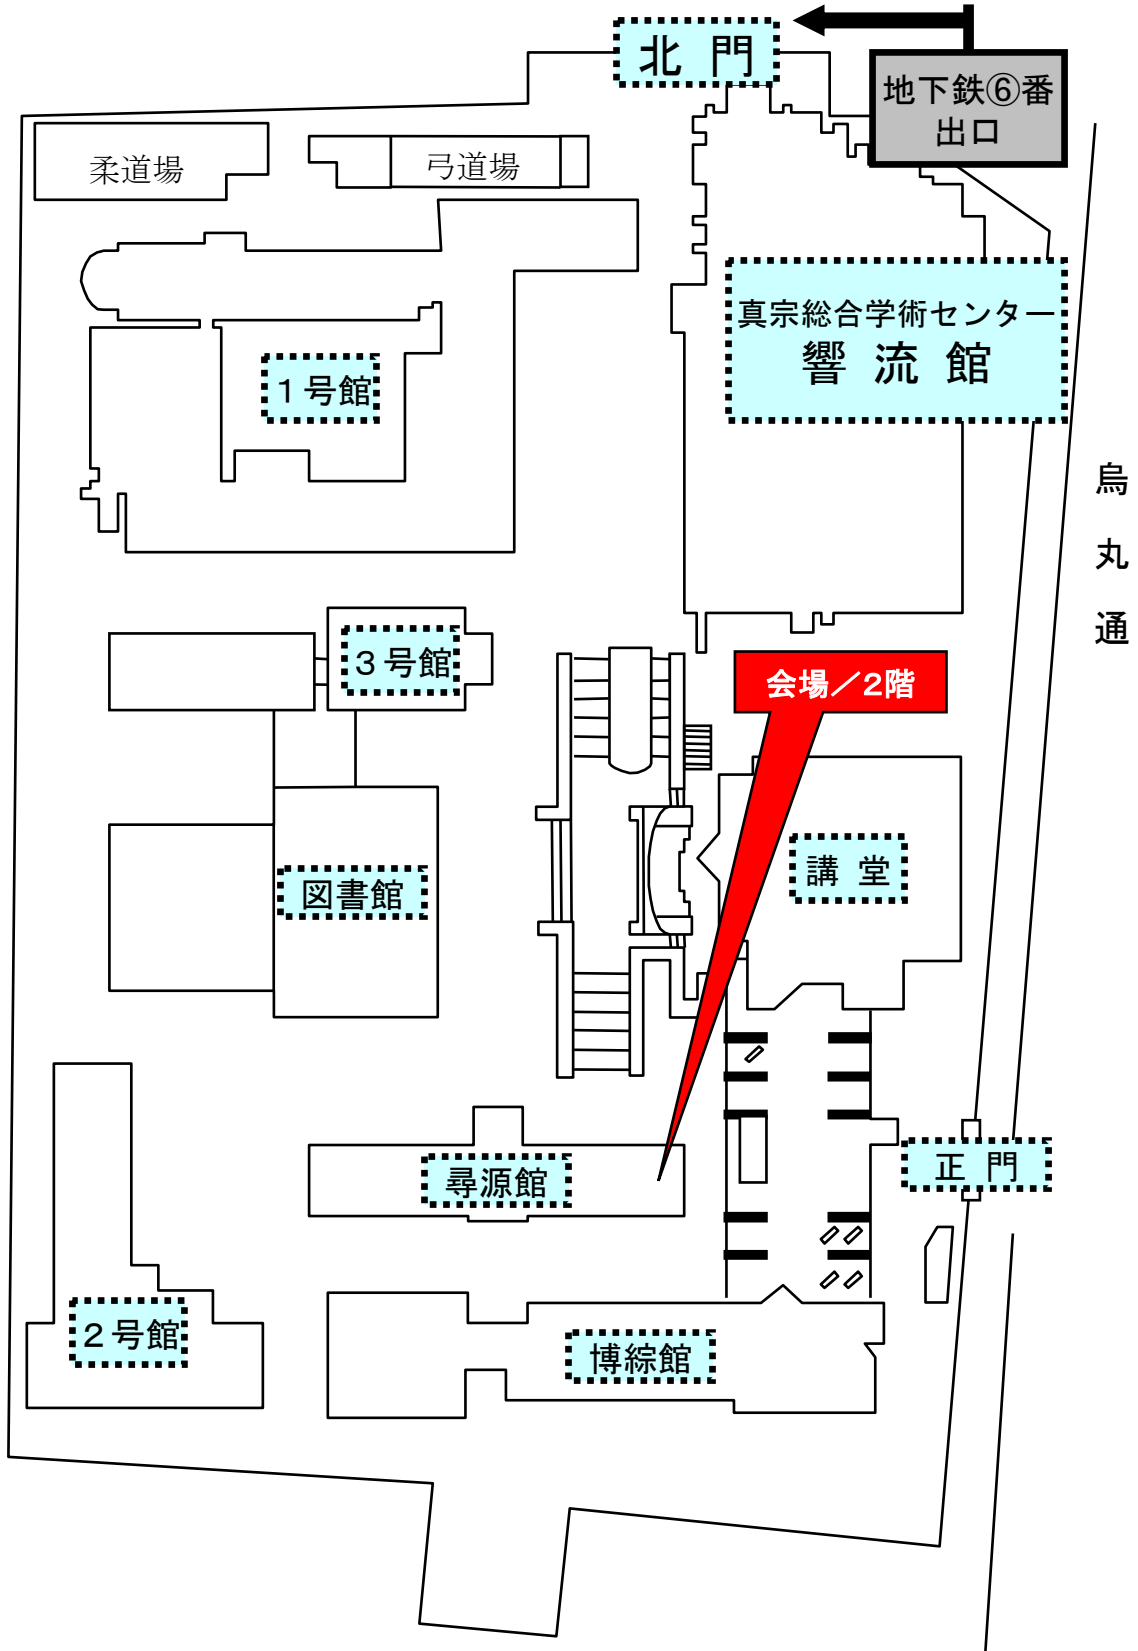 北門
地下鉄⑥番
出口
柔道場
弓道場
真宗総合学術センター
響流館
１号館
烏丸通
３号館
会場／2階
講堂
図書館
尋源館
正門
２号館
博綜館